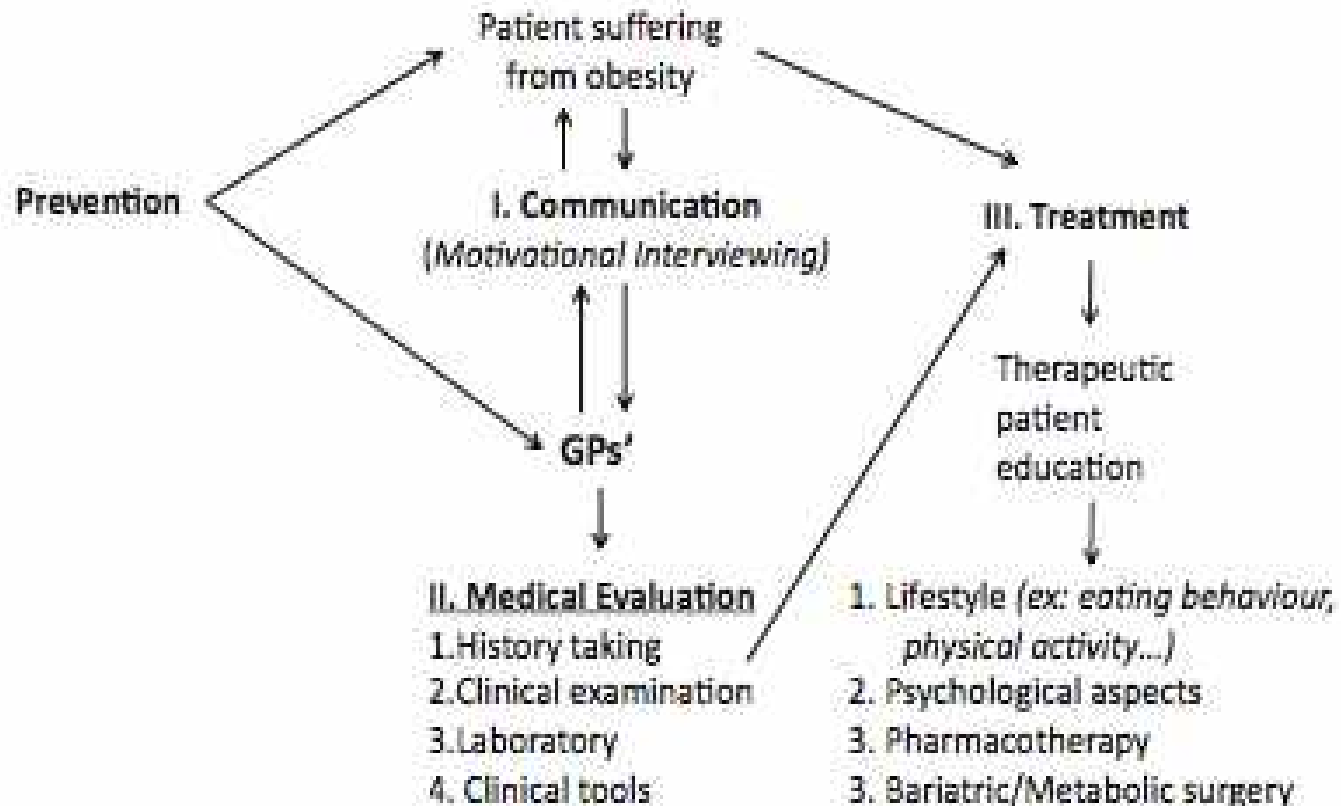 Patient suffering
from obesity
Prevention
I. Communication
(Motivational Interviewing)
III. Treatment
GPs'
Therapeutic
patient
education
II. Medical Evaluation
1.History taking
2.Clinical examination
3.Laboratory
4. Clinical tools
1. Lifestyle (ex: eating behaviour,
physical activity...)
2. Psychological aspects
3. Pharmacotherapy
3. Bariatric/Metabolic surgery